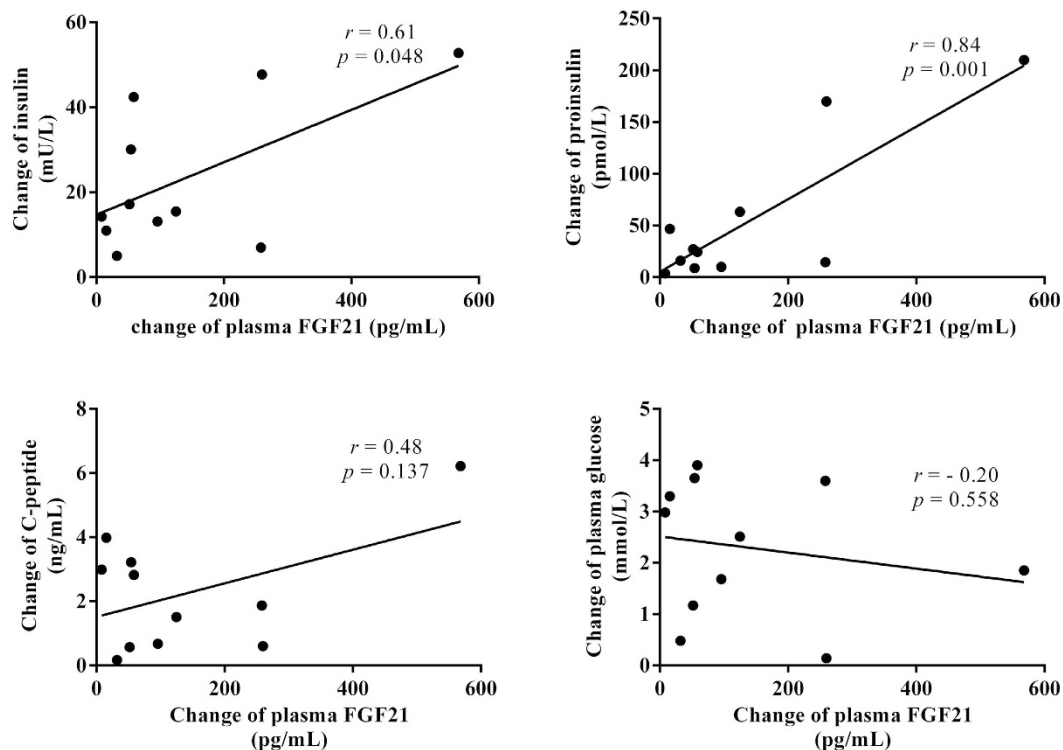 Change of insulin
(mU/L)
60
40
20
0
r = 0.61
p = 0.048
0 200 400 600
change of plasma FGF21 (pg/mL)
Change of proinsulin
(pmol/L)
250
200
150
100
50
0
r = 0.84
p = 0.001
0 200 400 600
Change of plasma FGF21 (pg/mL)
Change of C-peptide
(ng/mL)
8
6
4
2
0
r = 0.48
p = 0.137
0 200 400 600
Change of plasma FGF21
(pg/mL)
Change of plasma glucose
(mmol/L)
5
4
3
2
1
0
r = - 0.20
p = 0.558
0 200 400 600
Change of plasma FGF21
(pg/mL)